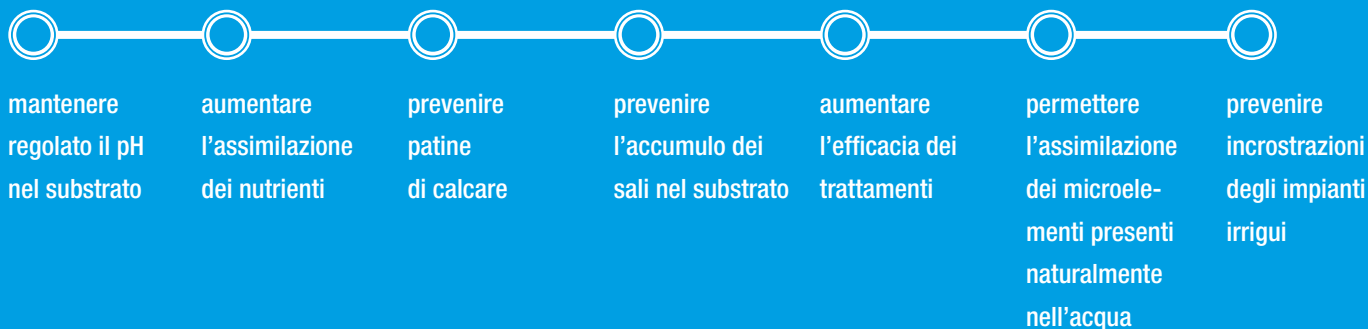 mantenere
regolato il pH
nel substrato
aumentare
l’assimilazione
dei nutrienti
prevenire
patine
di calcare
prevenire
l’accumulo dei
sali nel substrato
aumentare
l’efficacia dei
trattamenti
permettere
l’assimilazione
dei microele-
menti presenti
naturalmente
nell’acqua
prevenire
incrostrazioni
degli impianti
irrigui